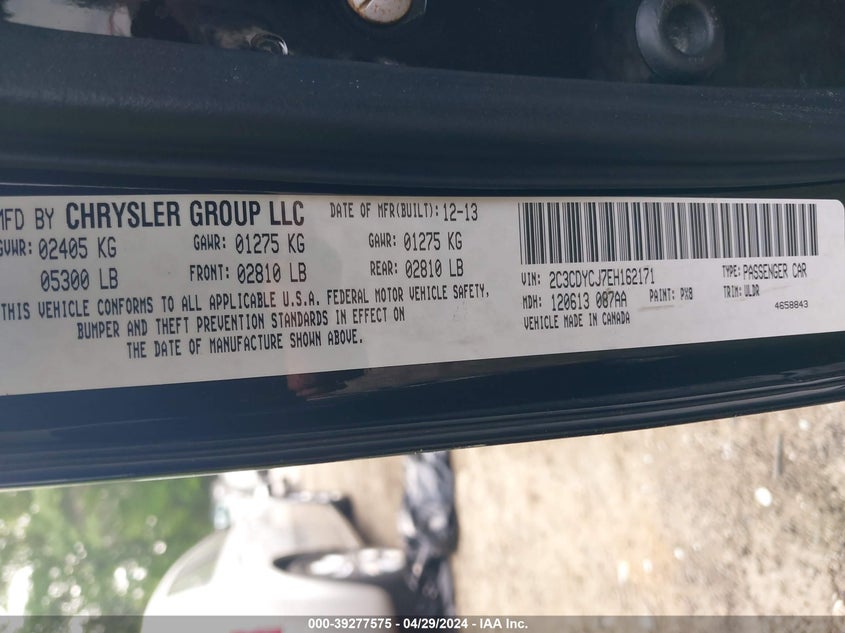 MFD BY CHRYSLER GROUP LLC DATE OF MFR(BUILT): 12-13
GVWR: 02405 KG GAWR: 01275 KG GAWR: 01275 KG
05300 LB FRONT: 02810 LB REAR: 02810 LB
THIS VEHICLE CONFORMS TO ALL APPLICABLE U.S.A. FEDERAL MOTOR VEHICLE SAFETY,
BUMPER AND THEFT PREVENTION STANDARDS IN EFFECT ON
THE DATE OF MANUFACTURE SHOWN ABOVE.
VIN: 2C3CDYCJ7EH162171 TYPE: PASSENGER CAR
MDH: 120613 087AA PAINT: PX8 TRIM: ULDR
VEHICLE MADE IN CANADA 4658843
000-39277575 - 04/29/2024 - IAA Inc.